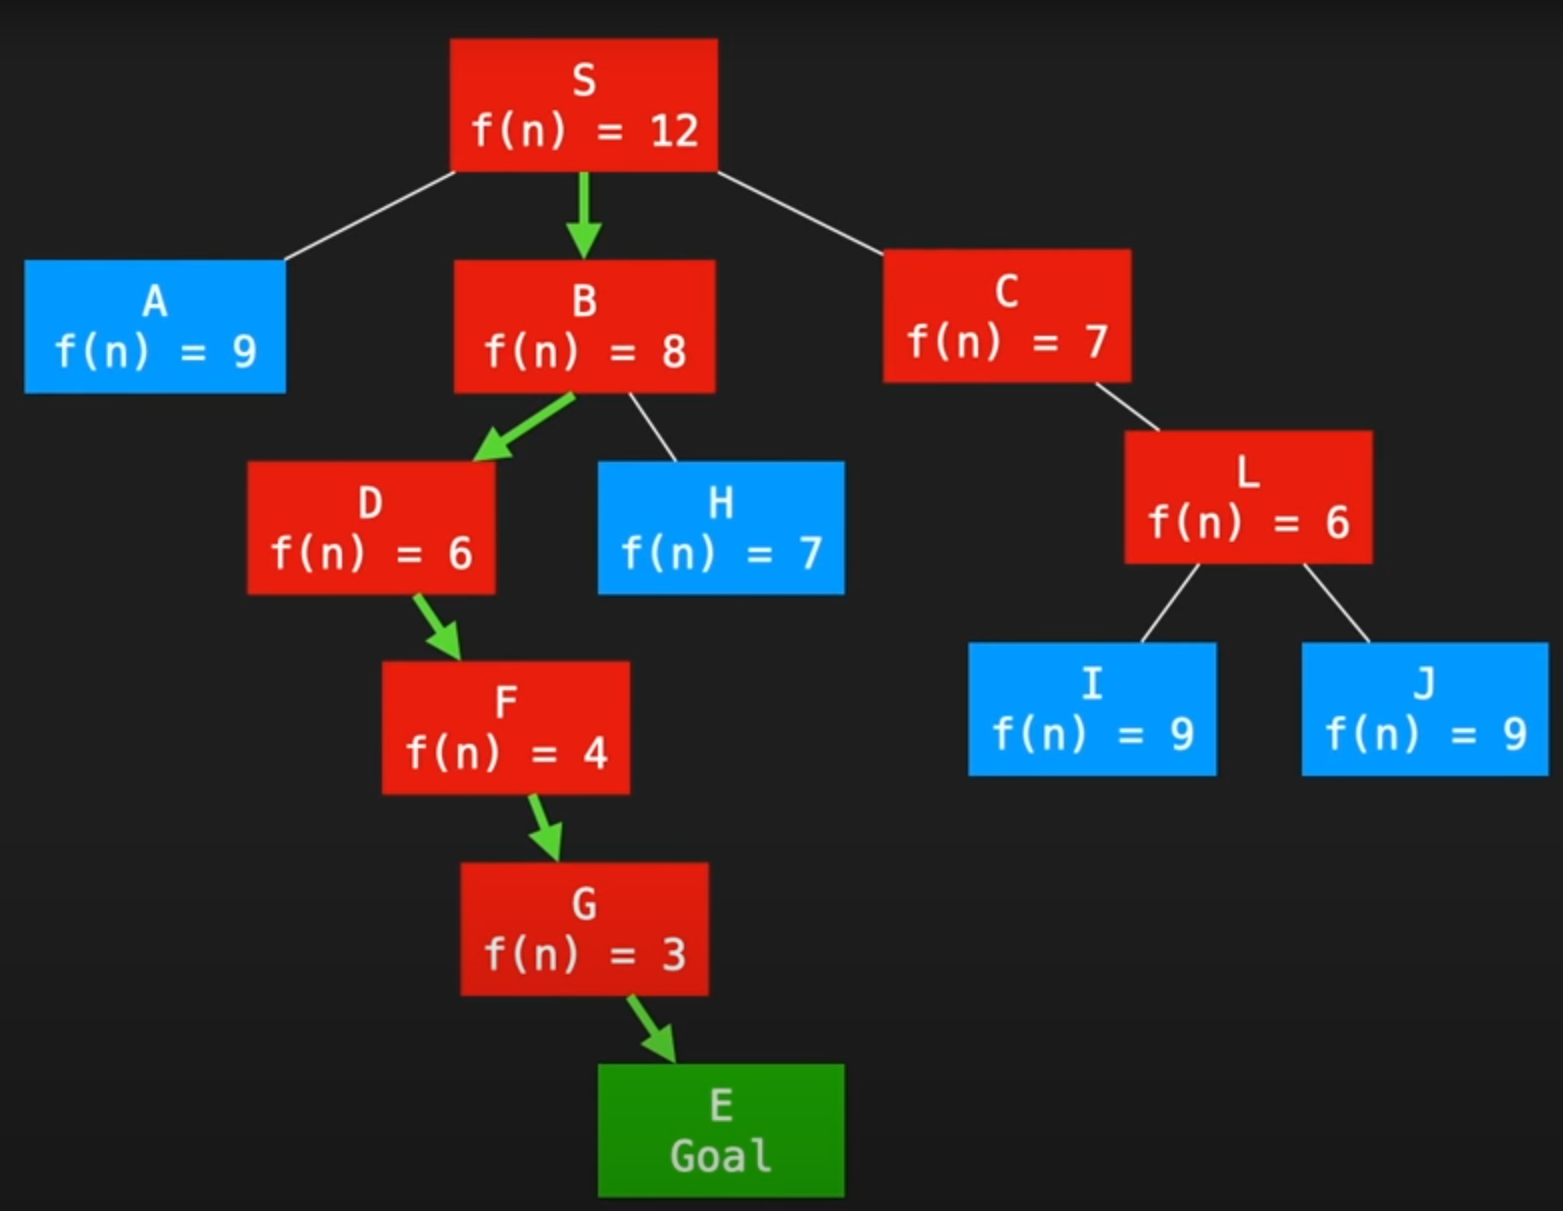 S
f(n) = 12
A
f(n) = 9
B
f(n) = 8
C
f(n) = 7
D
f(n) = 6
H
f(n) = 7
L
f(n) = 6
F
f(n) = 4
I
f(n) = 9
J
f(n) = 9
G
f(n) = 3
E
Goal